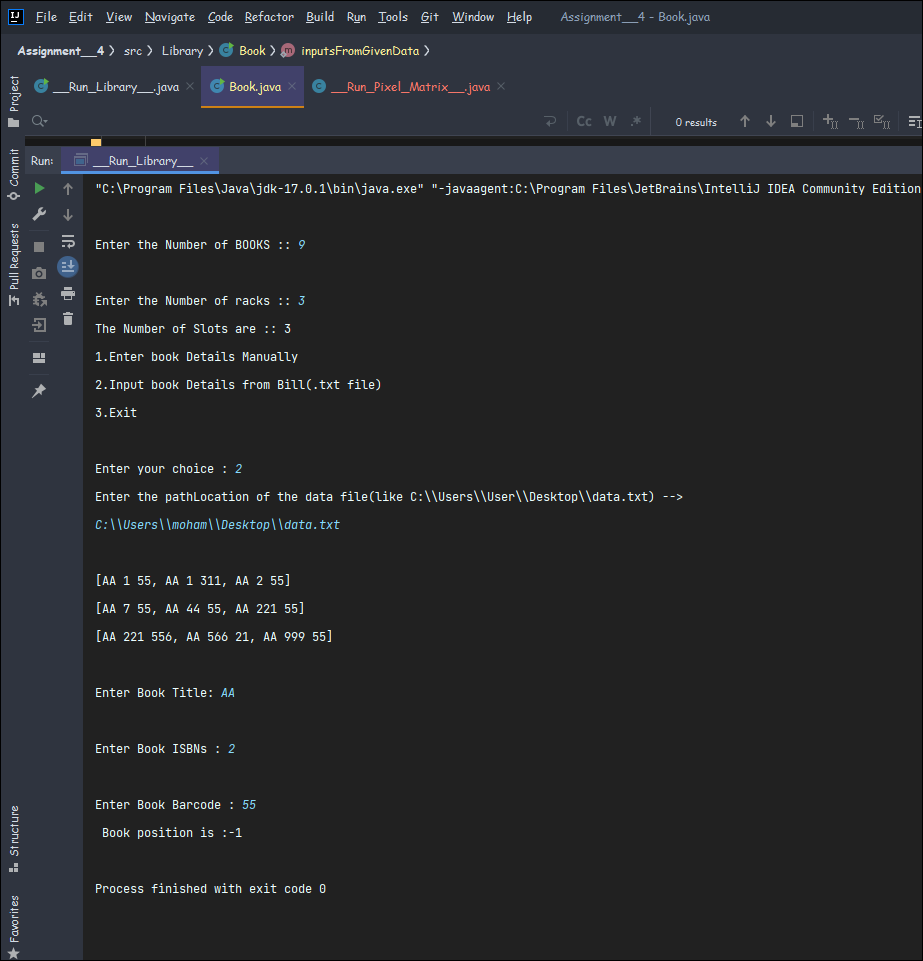 File Edit View Navigate Code Refactor Build Run Tools Git Window Help Assignment__4 - Book.java
Assignment__4 src Library Book inputsFromGivenData
__Run_Library__.java Book.java __Run_Pixel_Matrix__.java
Cc W .* 0 results
Run: __Run_Library__
Project
Commit
Pull Requests
"C:\Program Files\Java\jdk-17.0.1\bin\java.exe" "-javaagent:C:\Program Files\JetBrains\IntelliJ IDEA Community Edition
Enter the Number of BOOKS :: 9
Enter the Number of racks :: 3
The Number of Slots are :: 3
1.Enter book Details Manually
2.Input book Details from Bill(.txt file)
3.Exit
Enter your choice : 2
Enter the pathLocation of the data file(like C:\\Users\\User\\Desktop\\data.txt) -->
C:\\Users\\moham\\Desktop\\data.txt
[AA 1 55, AA 1 311, AA 2 55]
[AA 7 55, AA 44 55, AA 221 55]
[AA 221 556, AA 566 21, AA 999 55]
Enter Book Title: AA
Enter Book ISBNs : 2
Enter Book Barcode : 55
Book position is :-1
Process finished with exit code 0
Structure
Favorites